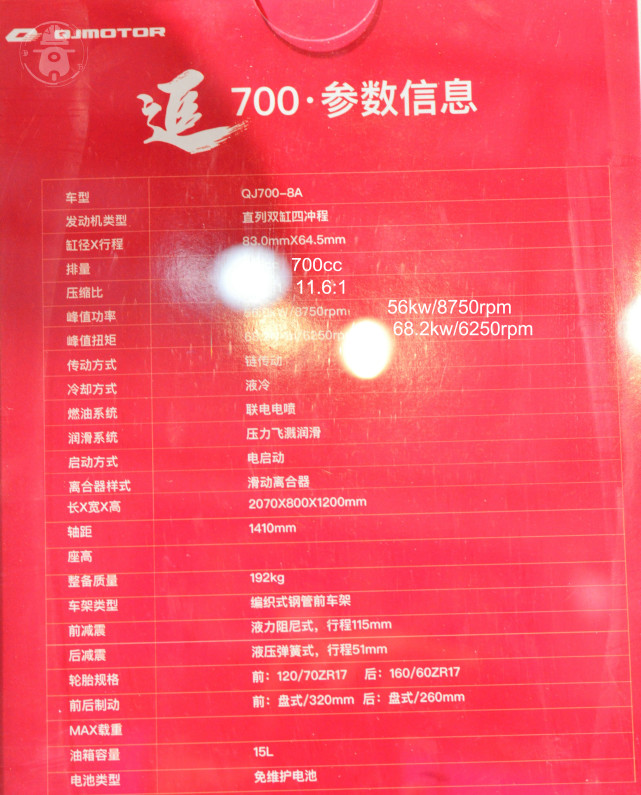 QJMOTOR
追 700·参数信息
车型 QJ700-8A
发动机类型 直列双缸四冲程
缸径X行程 83.0mmX64.5mm
排量 700cc
压缩比 11.6:1
峰值功率 /8750rpm 56kw/8750rpm
峰值扭矩 /6250rpm 68.2kw/6250rpm
传动方式 链传动
冷却方式 液冷
燃油系统 联电电喷
润滑系统 压力飞溅润滑
启动方式 电启动
离合器样式 滑动离合器
长X宽X高 2070X800X1200mm
轴距 1410mm
座高
整备质量 192kg
车架类型 编织式钢管前车架
前减震 液力阻尼式，行程115mm
后减震 液压弹簧式，行程51mm
轮胎规格 前：120/70ZR17 后：160/60ZR17
前后制动 前：盘式/320mm 后：盘式/260mm
MAX载重
油箱容量 15L
电池类型 免维护电池